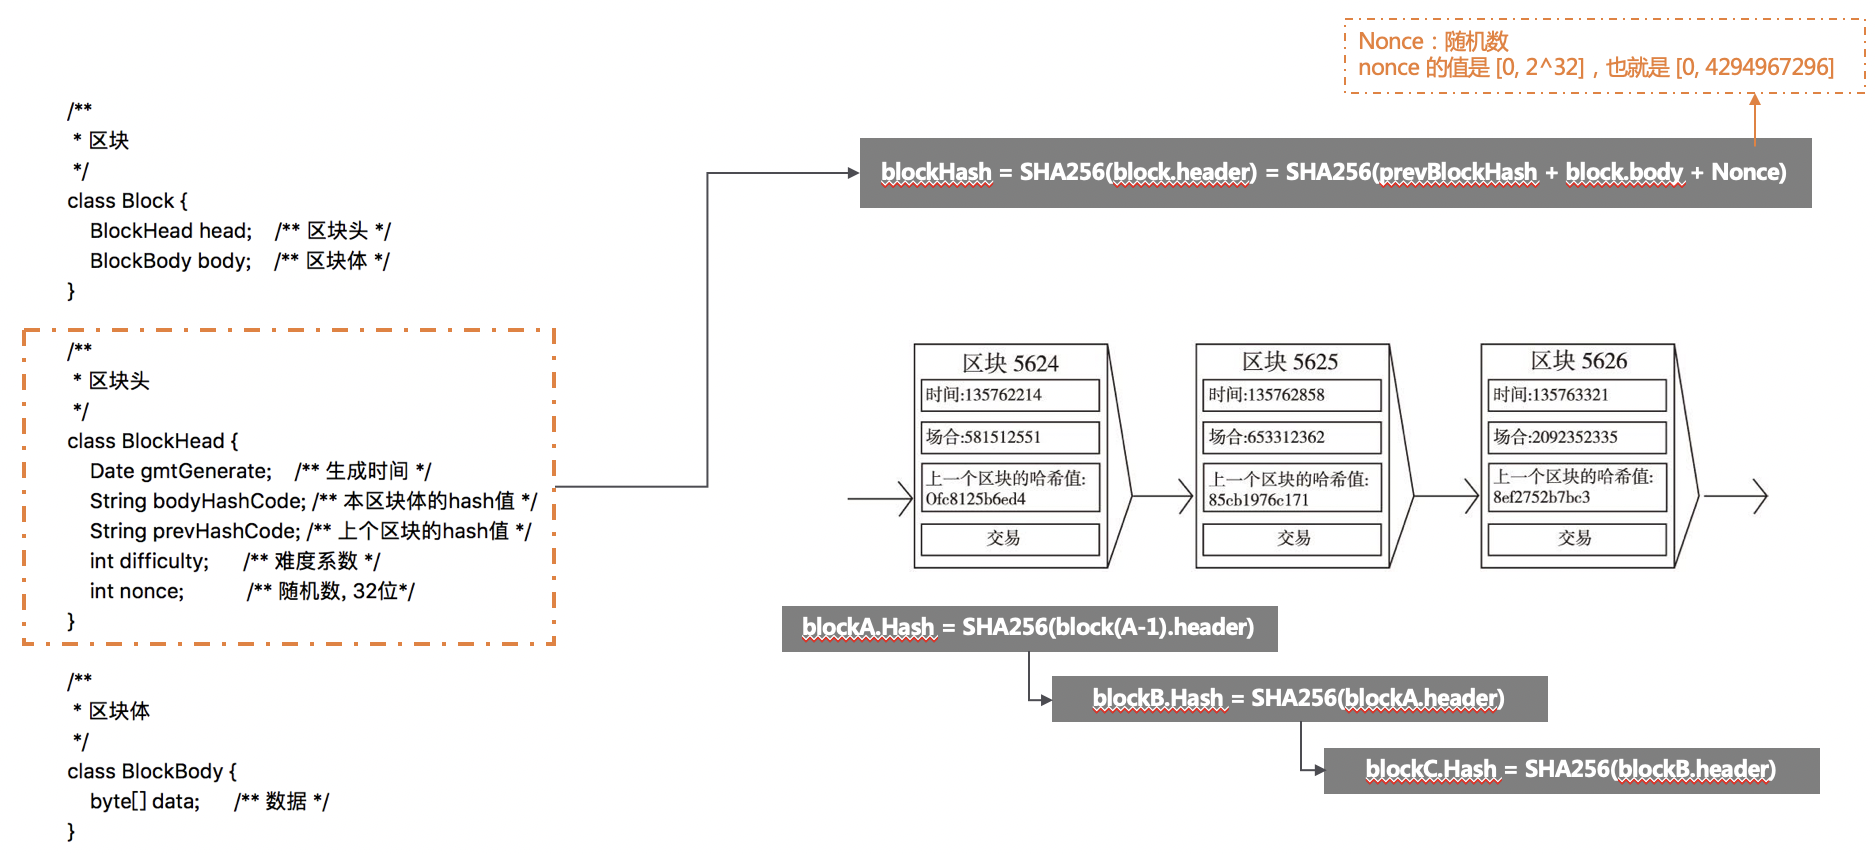 Nonce：随机数
nonce 的值是 [0, 2^32]，也就是 [0, 4294967296]
/**
* 区块
*/
class Block {
BlockHead head; /** 区块头 */
BlockBody body; /** 区块体 */
}
/**
* 区块头
*/
class BlockHead {
Date gmtGenerate; /** 生成时间 */
String bodyHashCode; /** 本区块体的hash值 */
String prevHashCode; /** 上个区块的hash值 */
int difficulty; /** 难度系数 */
int nonce; /** 随机数, 32位*/
}
/**
* 区块体
*/
class BlockBody {
byte[] data; /** 数据 */
}
blockHash = SHA256(block.header) = SHA256(prevBlockHash + block.body + Nonce)
区块 5624
时间:135762214
场合:581512551
上一个区块的哈希值:
0fc8125b6ed4
交易
区块 5625
时间:135762858
场合:653312362
上一个区块的哈希值:
85cb1976c171
交易
区块 5626
时间:135763321
场合:2092352335
上一个区块的哈希值:
8ef2752b7bc3
交易
blockA.Hash = SHA256(block(A-1).header)
blockB.Hash = SHA256(blockA.header)
blockC.Hash = SHA256(blockB.header)